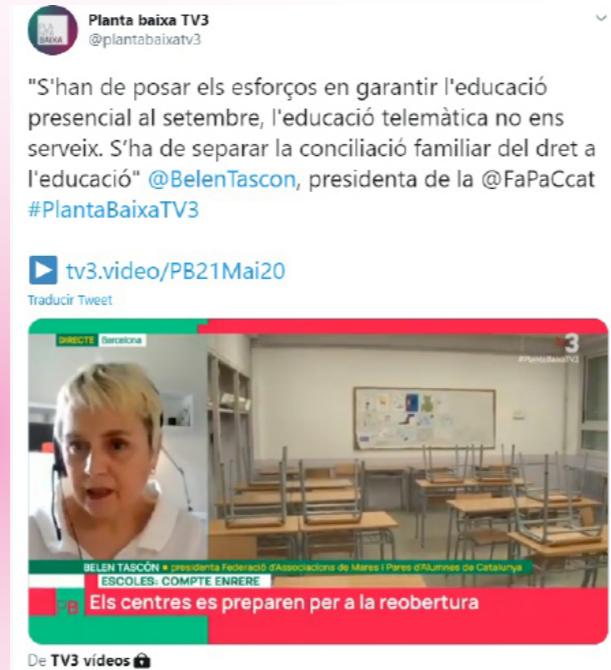 Planta baixa TV3
@plantabaixatv3
"S'han de posar els esforços en garantir l'educació
presencial al setembre, l'educació telemàtica no ens
serveix. S'ha de separar la conciliació familiar del dret a
l'educació" @BelenTascon, presidenta de la @FaPaCcat
#PlantaBaixaTV3
tv3.video/PB21Mai20
Traducir Tweet
DIRECTE Barcelona
3
#PlantaBaixaTV3
BELEN TASCÓN presidenta Federació d'Associacions de Mares i Pares d'Alumnes de Catalunya
ESCOLES: COMPTE ENRERE
PB Els centres es preparen per a la reobertura
De TV3 vídeos